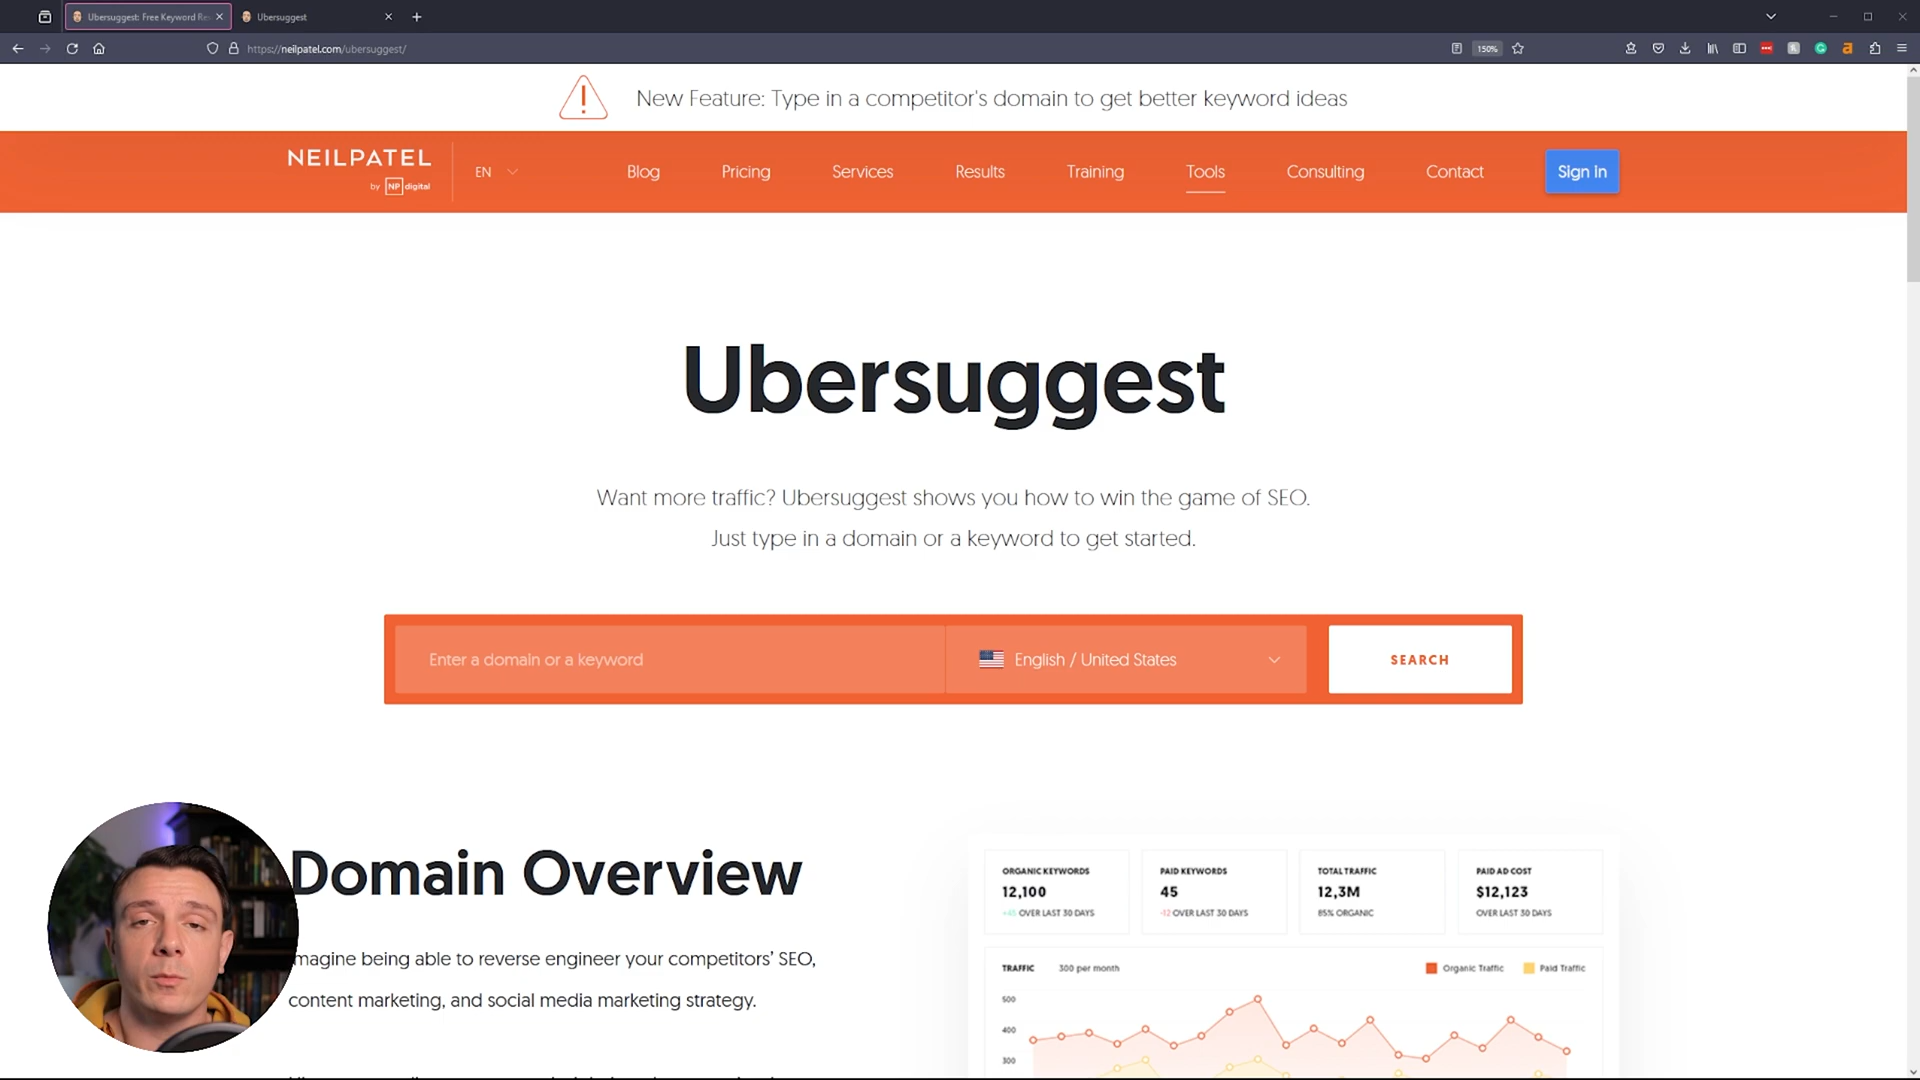 Ubersuggest: Free Keyword Re
Ubersuggest
https://neilpatel.com/ubersuggest/
150%
New Feature: Type in a competitor's domain to get better keyword ideas
NEILPATEL
by NP digital
EN
Blog
Pricing
Services
Results
Training
Tools
Consulting
Contact
Sign in
Ubersuggest
Want more traffic? Ubersuggest shows you how to win the game of SEO.
Just type in a domain or a keyword to get started.
Enter a domain or a keyword
English / United States
SEARCH
Domain Overview
magine being able to reverse engineer your competitors' SEO,
content marketing, and social media marketing strategy.
ORGANIC KEYWORDS
12,100
+45 OVER LAST 30 DAYS
PAID KEYWORDS
45
-12 OVER LAST 30 DAYS
TOTAL TRAFFIC
12,3M
85% ORGANIC
PAID AD COST
$12,123
OVER LAST 30 DAYS
TRAFFIC
300 per month
Organic Traffic
Paid Traffic
500
400
300